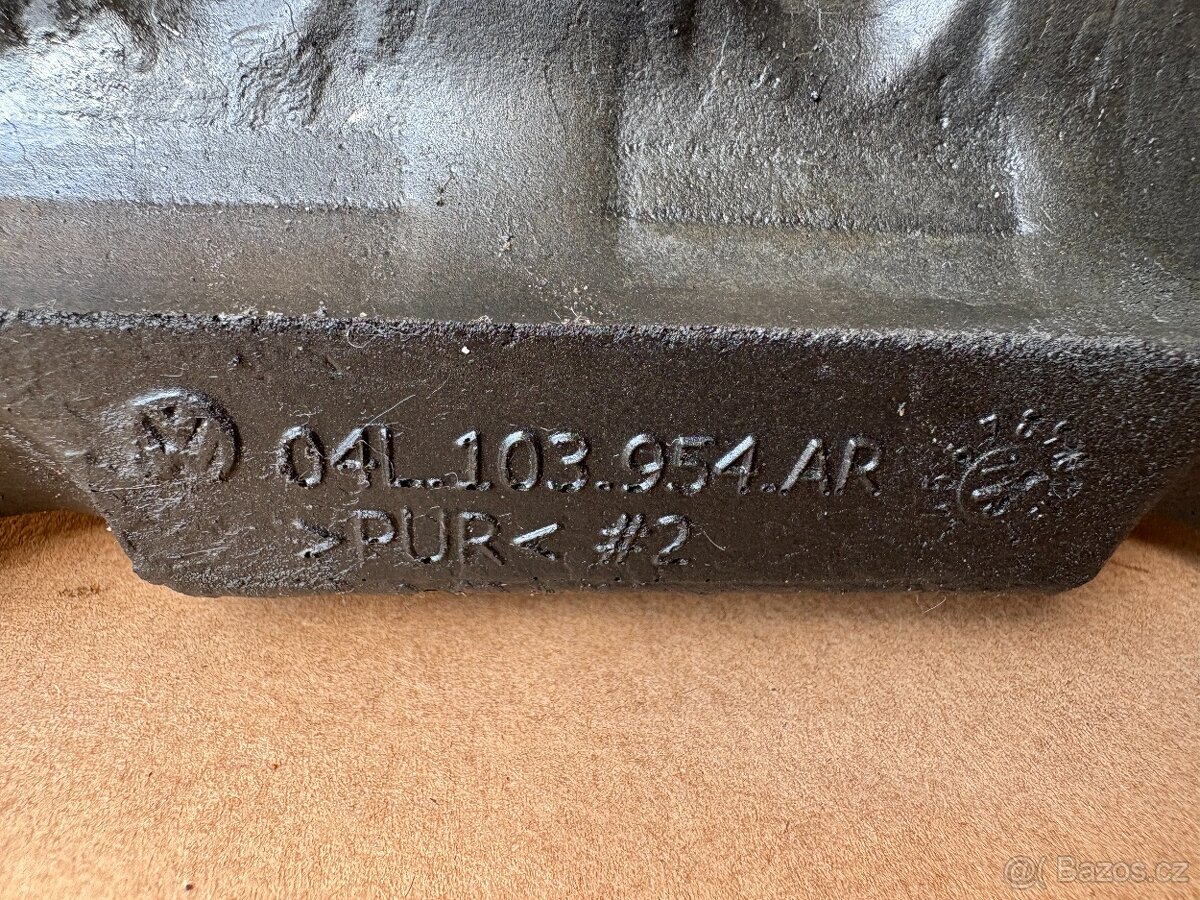 04L.103.954.AR
>PUR< #2
@( Bazos.cz